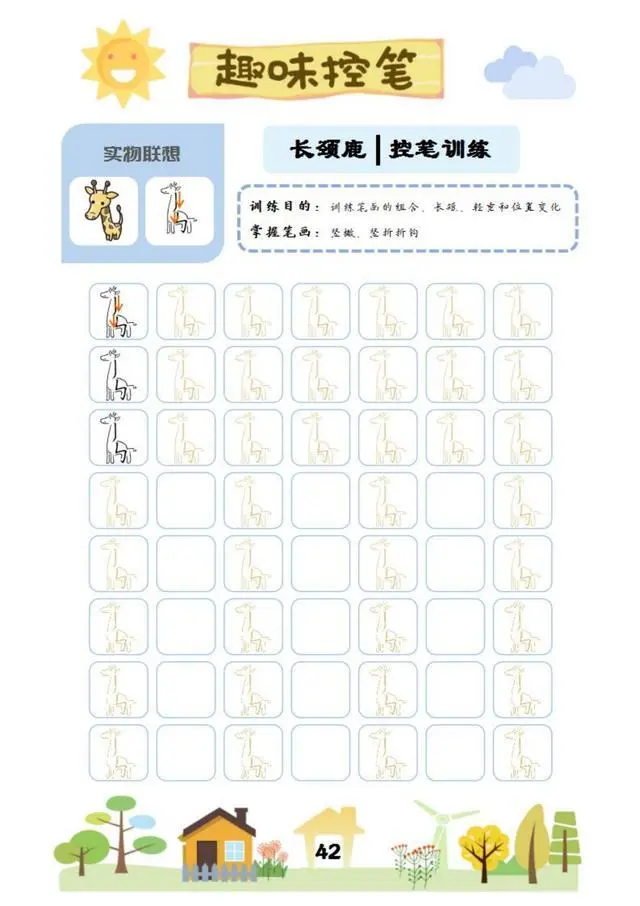 趣味控笔
实物联想
长颈鹿|控笔训练
训练目的：训练笔画的组合、长短、轻重和位置变化
掌握笔画：竖撇、竖折折钩
42